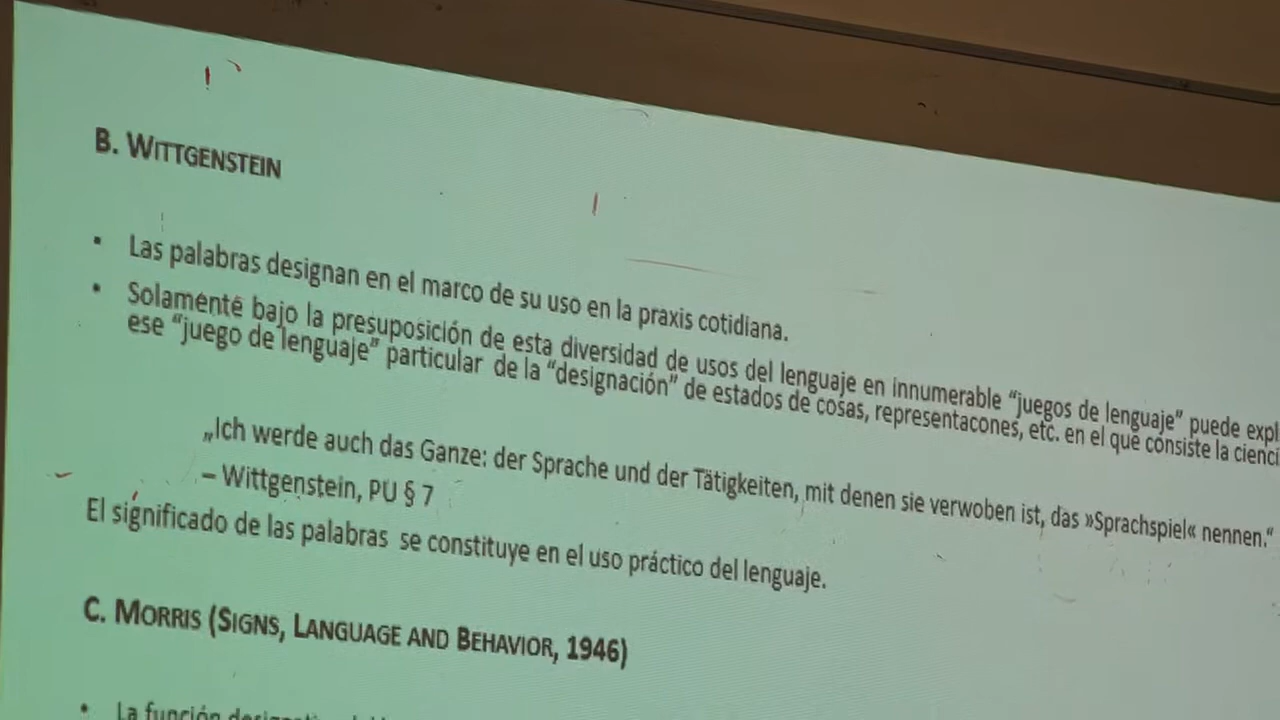 B. WITTGENSTEIN
• Las palabras designan en el marco de su uso en la praxis cotidiana.
• Solamente bajo la presuposición de esta diversidad de usos del lenguaje en innumerable “juegos de lenguaje” puede expl
ese “juego de lenguaje” particular de la “designación” de estados de cosas, representacones, etc. en el que consiste la cienci
„Ich werde auch das Ganze: der Sprache und der Tätigkeiten, mit denen sie verwoben ist, das »Sprachspiel« nennen.“
– Wittgenstein, PU § 7
El significado de las palabras se constituye en el uso práctico del lenguaje.
C. MORRIS (SIGNS, LANGUAGE AND BEHAVIOR, 1946)
• La función